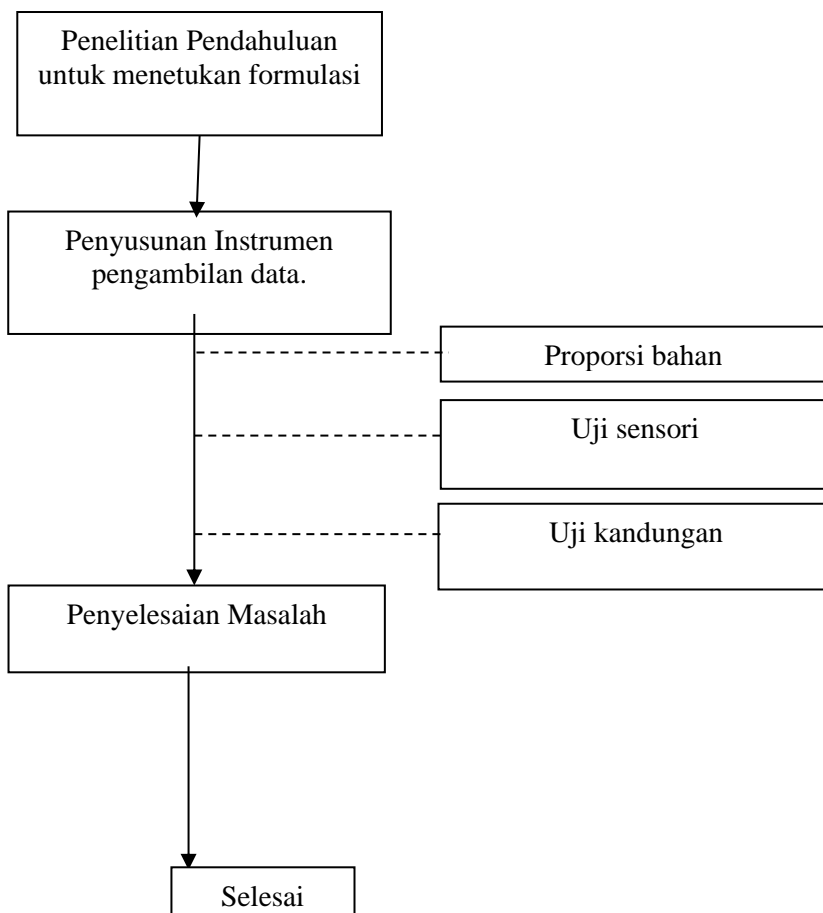 Penelitian Pendahuluan
untuk menetukan formulasi
Penyusunan Instrumen
pengambilan data.
Proporsi bahan
Uji sensori
Uji kandungan
Penyelesaian Masalah
Selesai